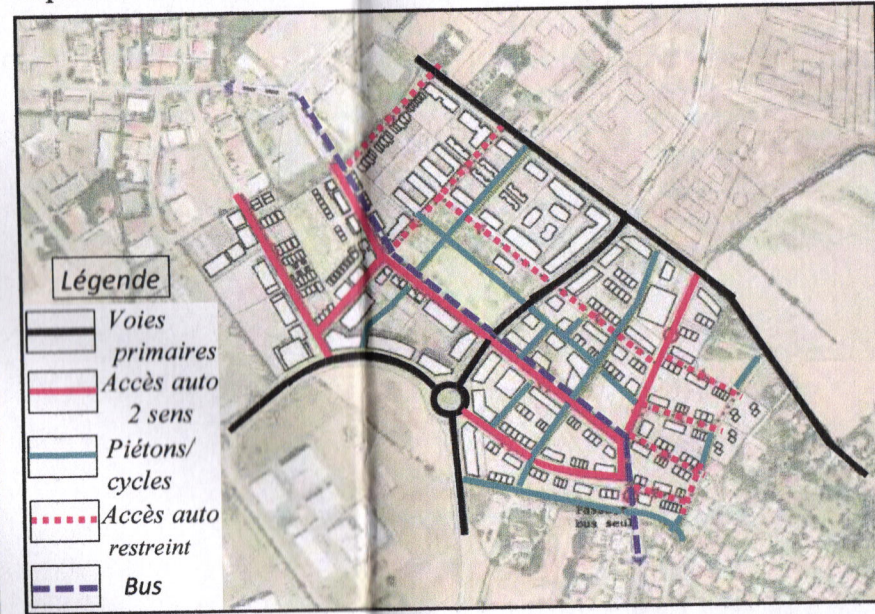 Légende
Voies
primaires
Accès auto
2 sens
Piétons/
cycles
Accès auto
restreint
Bus
bus seul